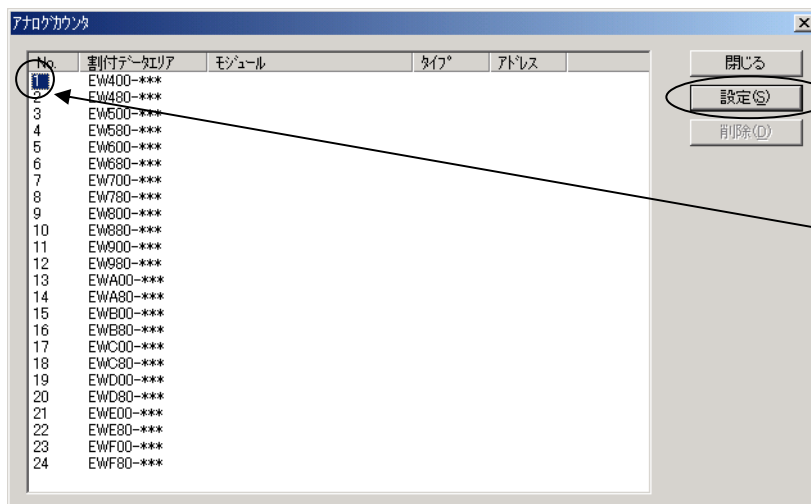 アナログカウンタ
No. 割付データエリア モジュール タイプ アドレス
1 EW400-***
2 EW480-***
3 EW500-***
4 EW580-***
5 EW600-***
6 EW680-***
7 EW700-***
8 EW780-***
9 EW800-***
10 EW880-***
11 EW900-***
12 EW980-***
13 EWA00-***
14 EWA80-***
15 EWB00-***
16 EWB80-***
17 EWC00-***
18 EWC80-***
19 EWD00-***
20 EWD80-***
21 EWE00-***
22 EWE80-***
23 EWF00-***
24 EWF80-***
閉じる
設定(S)
削除(D)